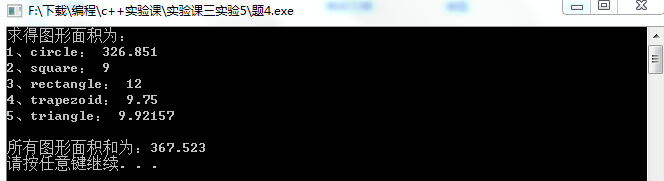 F:\下载\编程\c++实验课\实验课三实验5\题4.exe
求得图形面积为:
1、circle: 326.851
2、square: 9
3、rectangle: 12
4、trapezoid: 9.75
5、triangle: 9.92157
所有图形面积和为:367.523
请按任意键继续. . .